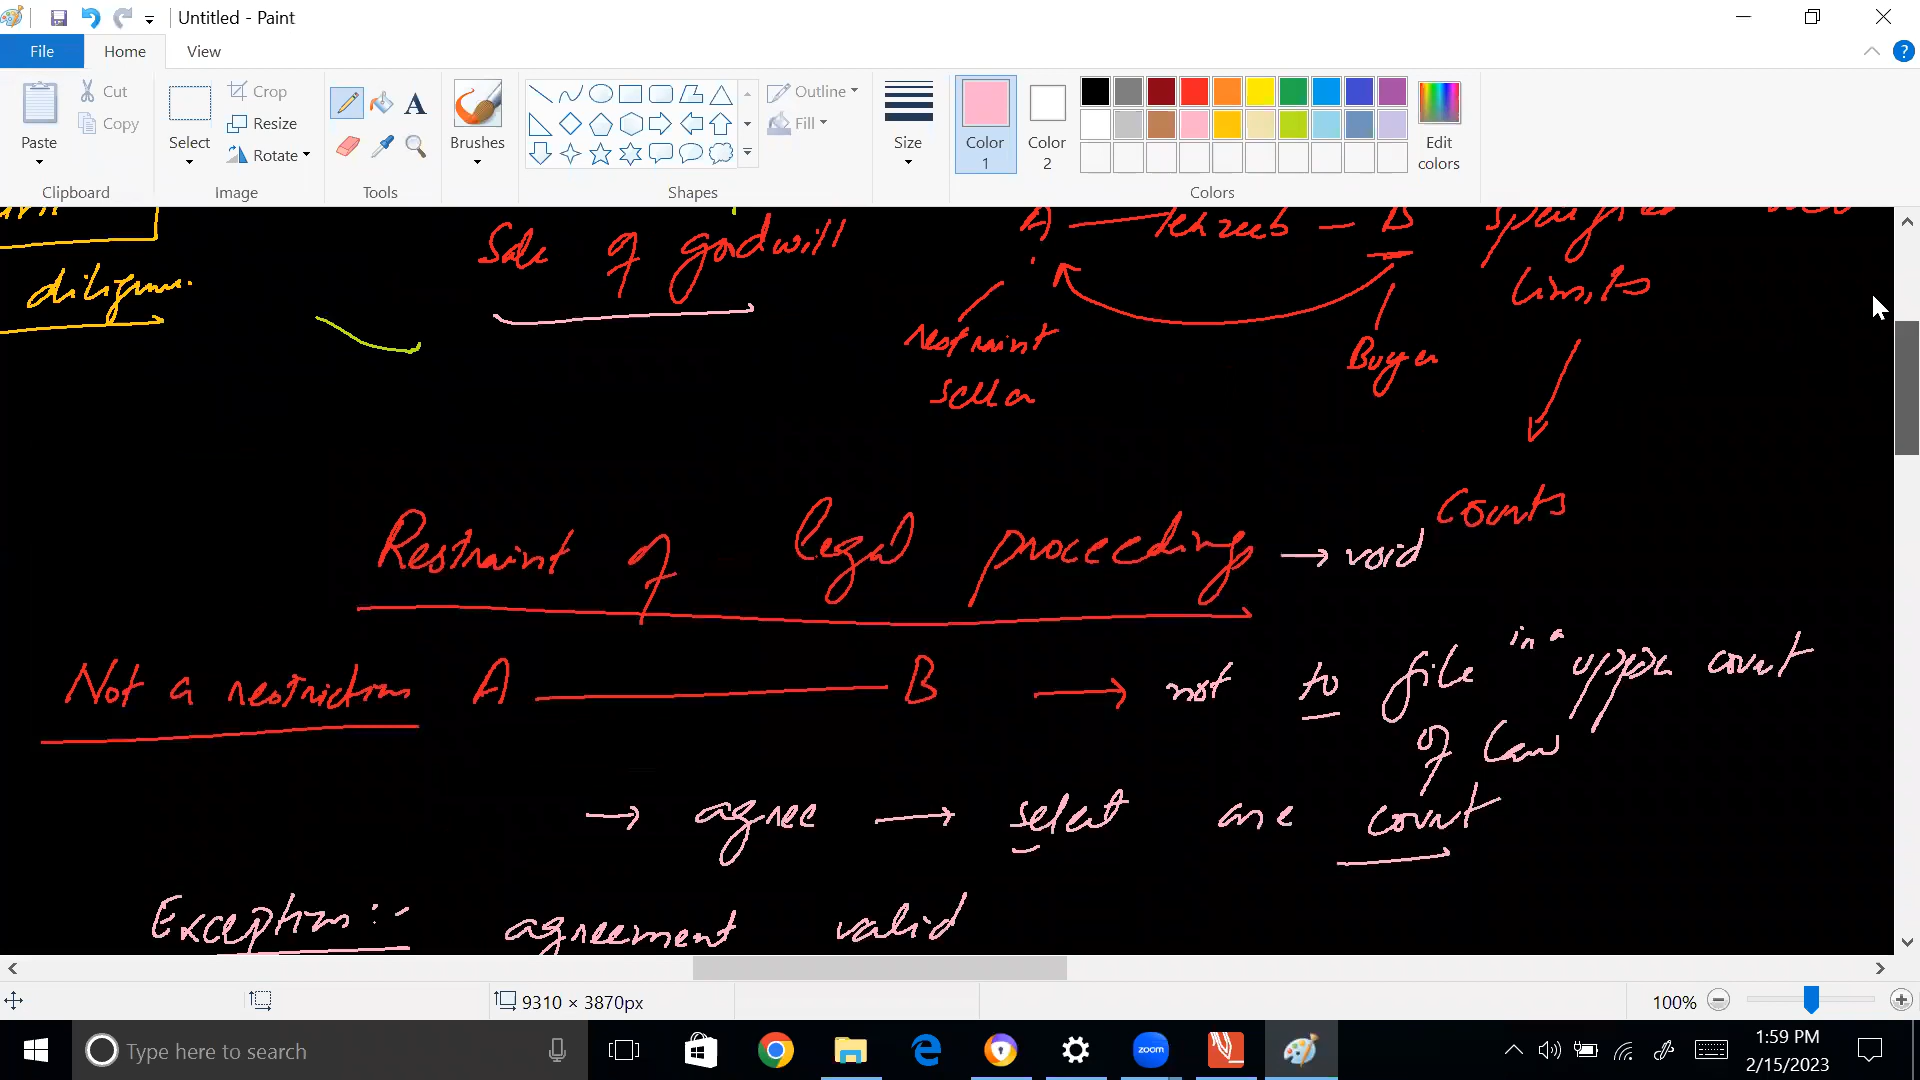 Untitled - Paint
File Home View
Paste
Cut
Copy
Clipboard
Select
Crop
Resize
Rotate
Image
Tools
Brushes
Shapes
Outline
Fill
Size
Color 1
Color 2
Edit colors
Colors
diligence.
Sale of goodwill
A — — B
limits
restraint
seller
Buyer
Courts
Restraint of legal proceedings → void
Not a restriction A B → not to file in a upper court
of Law
→ agree → select one court
Exception :- agreement valid
9310 × 3870px
100%
Type here to search
zoom
1:59 PM
2/15/2023